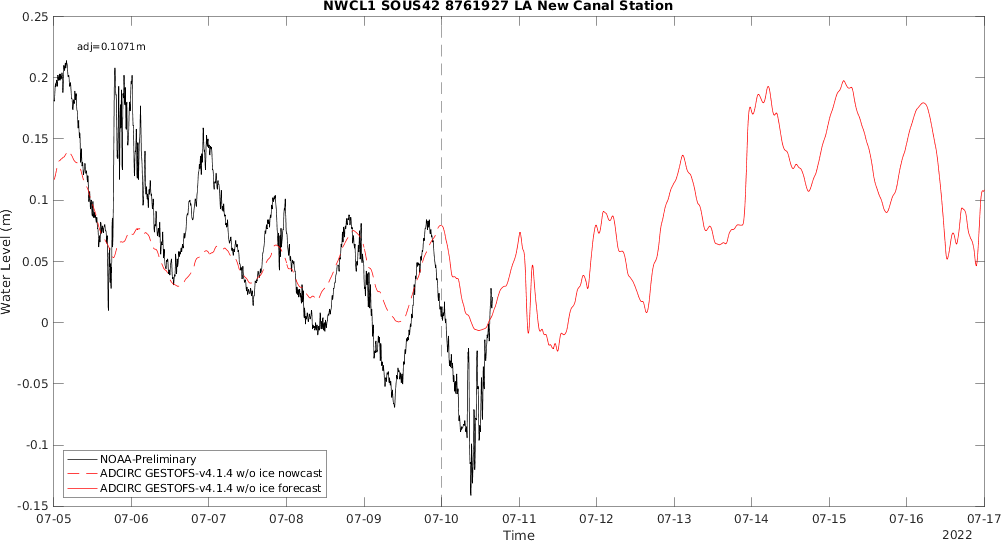 NWCL1 SOUS42 8761927 LA New Canal Station
adj=0.1071m
0.25
0.2
0.15
0.1
0.05
0
-0.05
-0.1
-0.15
Water Level (m)
NOAA-Preliminary
ADCIRC GESTOFS-v4.1.4 w/o ice nowcast
ADCIRC GESTOFS-v4.1.4 w/o ice forecast
07-05 07-06 07-07 07-08 07-09 07-10 07-11 07-12 07-13 07-14 07-15 07-16 07-17
Time
2022